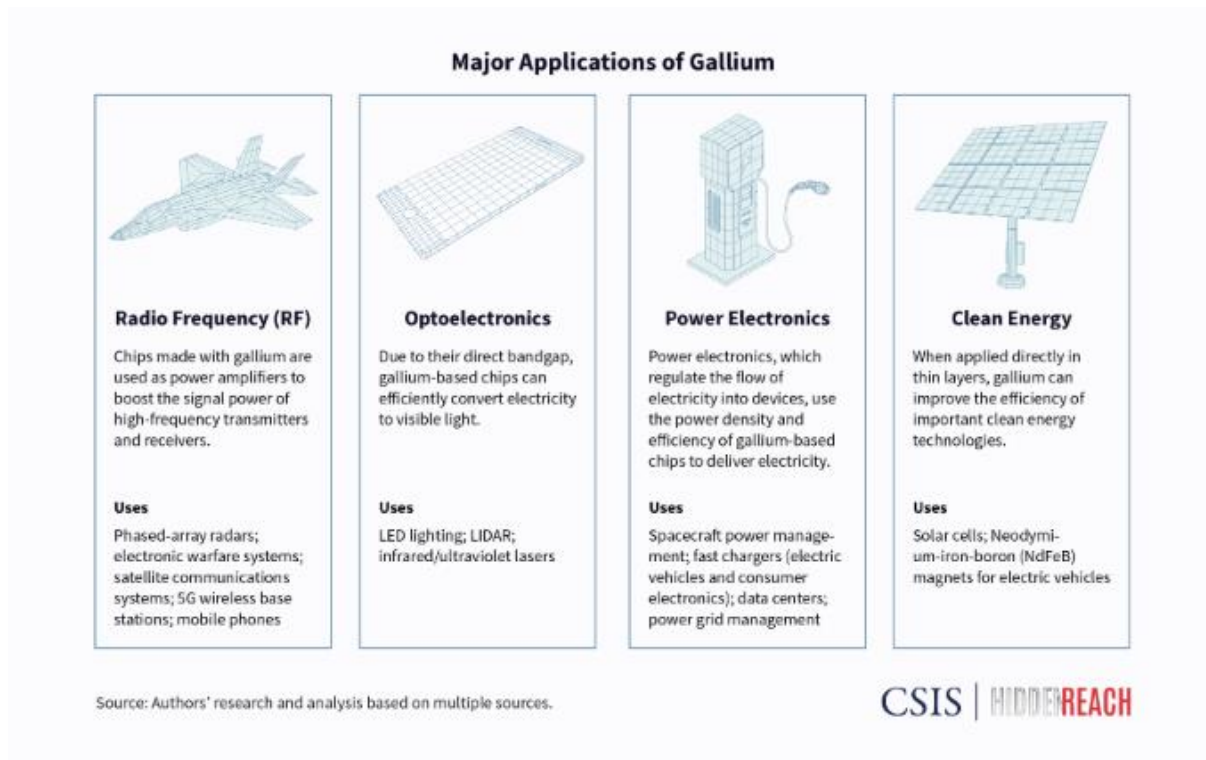 Major Applications of Gallium
Radio Frequency (RF)
Chips made with gallium are
used as power amplifiers to
boost the signal power of
high-frequency transmitters
and receivers.
Uses
Phased-array radars;
electronic warfare systems;
satellite communications
systems; 5G wireless base
stations; mobile phones
Optoelectronics
Due to their direct bandgap,
gallium-based chips can
efficiently convert electricity
to visible light.
Uses
LED lighting; LIDAR;
infrared/ultraviolet lasers
Power Electronics
Power electronics, which
regulate the flow of
electricity into devices, use
the power density and
efficiency of gallium-based
chips to deliver electricity.
Uses
Spacecraft power manage-
ment; fast chargers (electric
vehicles and consumer
electronics); data centers;
power grid management
Clean Energy
When applied directly in
thin layers, gallium can
improve the efficiency of
important clean energy
technologies.
Uses
Solar cells; Neodymi-
um-iron-boron (NdFeB)
magnets for electric vehicles
Source: Authors' research and analysis based on multiple sources.
CSIS | HIDDENREACH